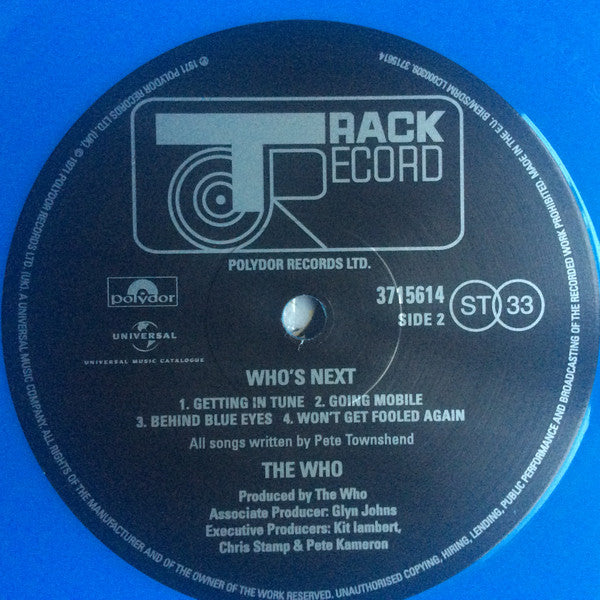 TRACK
RECORD
POLYDOR RECORDS LTD.
polydor
UNIVERSAL
UNIVERSAL MUSIC CATALOGUE
3715614
SIDE 2
ST 33
WHO'S NEXT
1. GETTING IN TUNE 2. GOING MOBILE
3. BEHIND BLUE EYES 4. WON'T GET FOOLED AGAIN
All songs written by Pete Townshend
THE WHO
Produced by The Who
Associate Producer: Glyn Johns
Executive Producers: Kit lambert,
Chris Stamp & Pete Kameron
℗ 1971 POLYDOR RECORDS LTD. (UK). © 1971 POLYDOR RECORDS LTD. (UK). A UNIVERSAL MUSIC COMPANY. ALL RIGHTS OF THE MANUFACTURER AND OF THE OWNER OF THE WORK RESERVED. UNAUTHORISED COPYING, HIRING, LENDING, PUBLIC PERFORMANCE AND BROADCASTING OF THE RECORDED WORK PROHIBITED. MADE IN THE E.U. BIEM/SDRM LC00309. 3715614